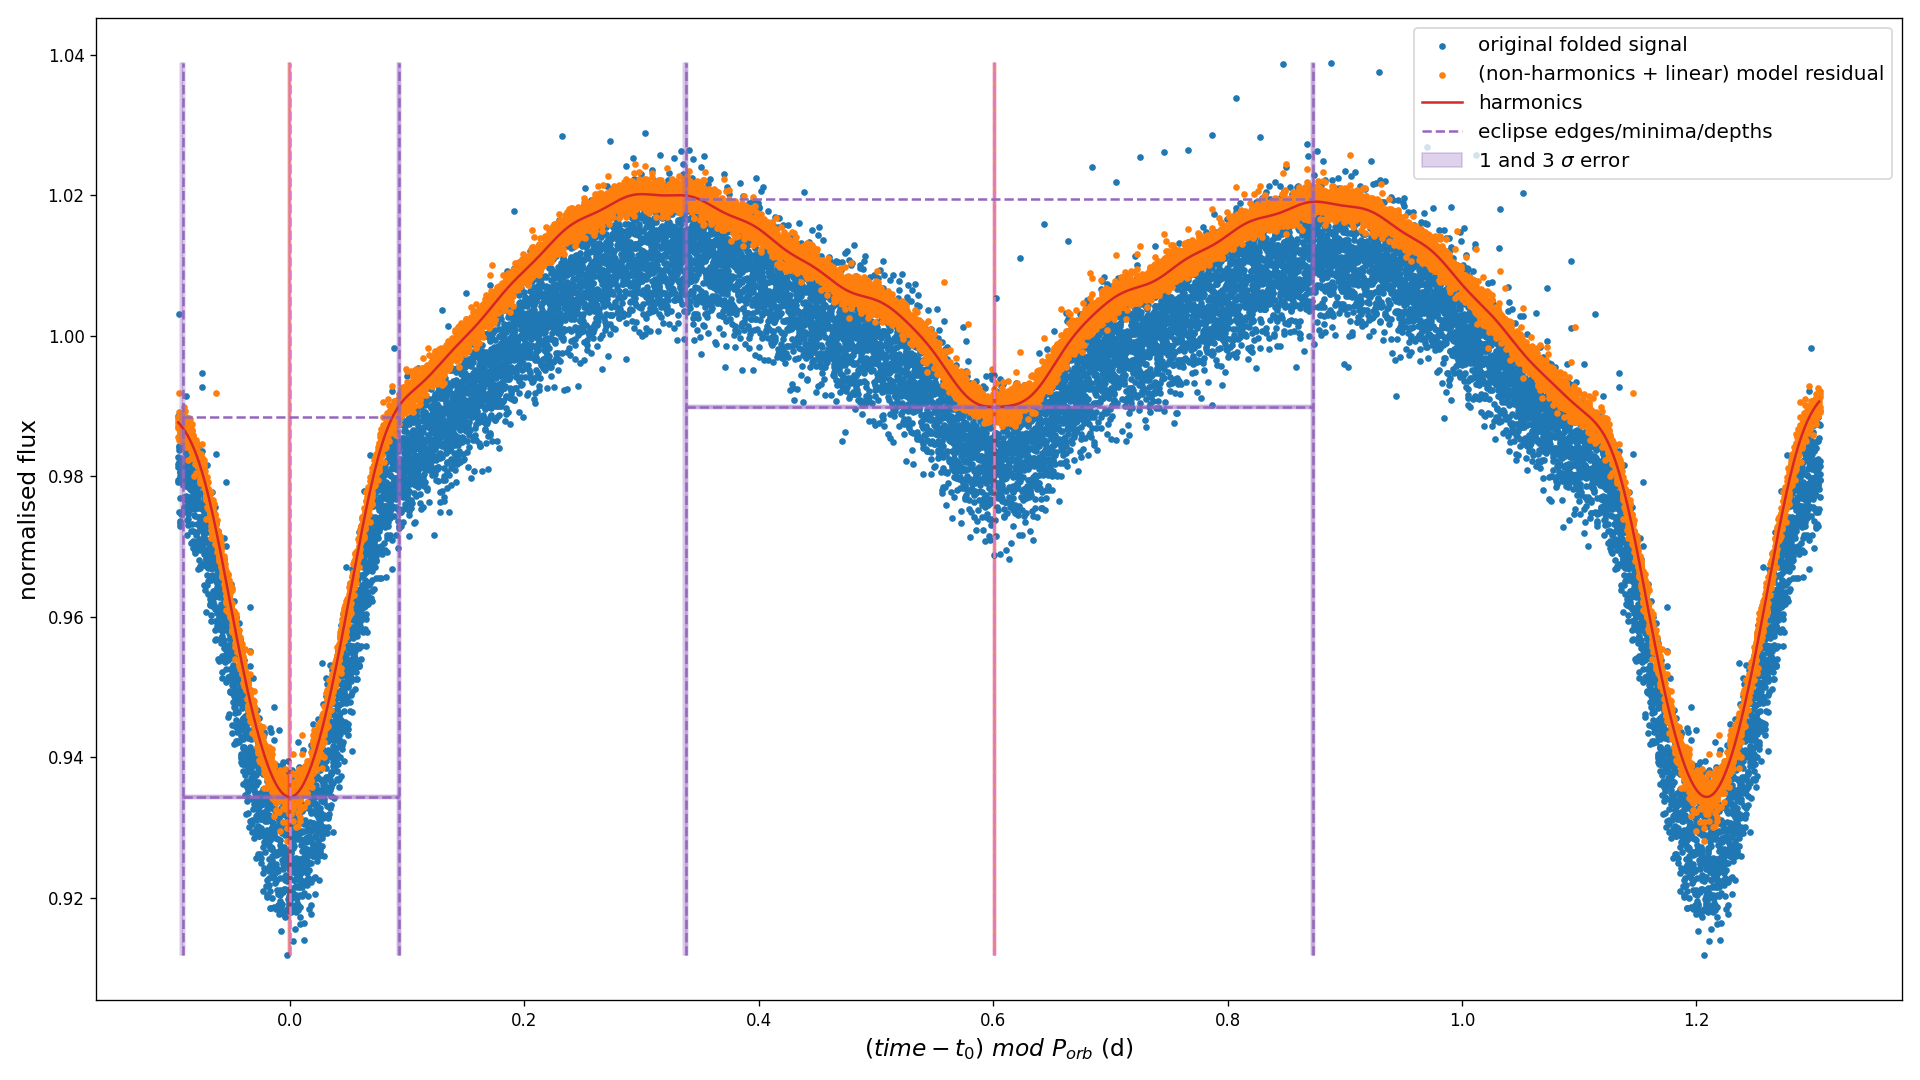 original folded signal
(non-harmonics + linear) model residual
harmonics
eclipse edges/minima/depths
1 and 3 σ error
normalised flux
1.04
1.02
1.00
0.98
0.96
0.94
0.92
0.0 0.2 0.4 0.6 0.8 1.0 1.2
(time − t₀) mod Pₒᵣb (d)